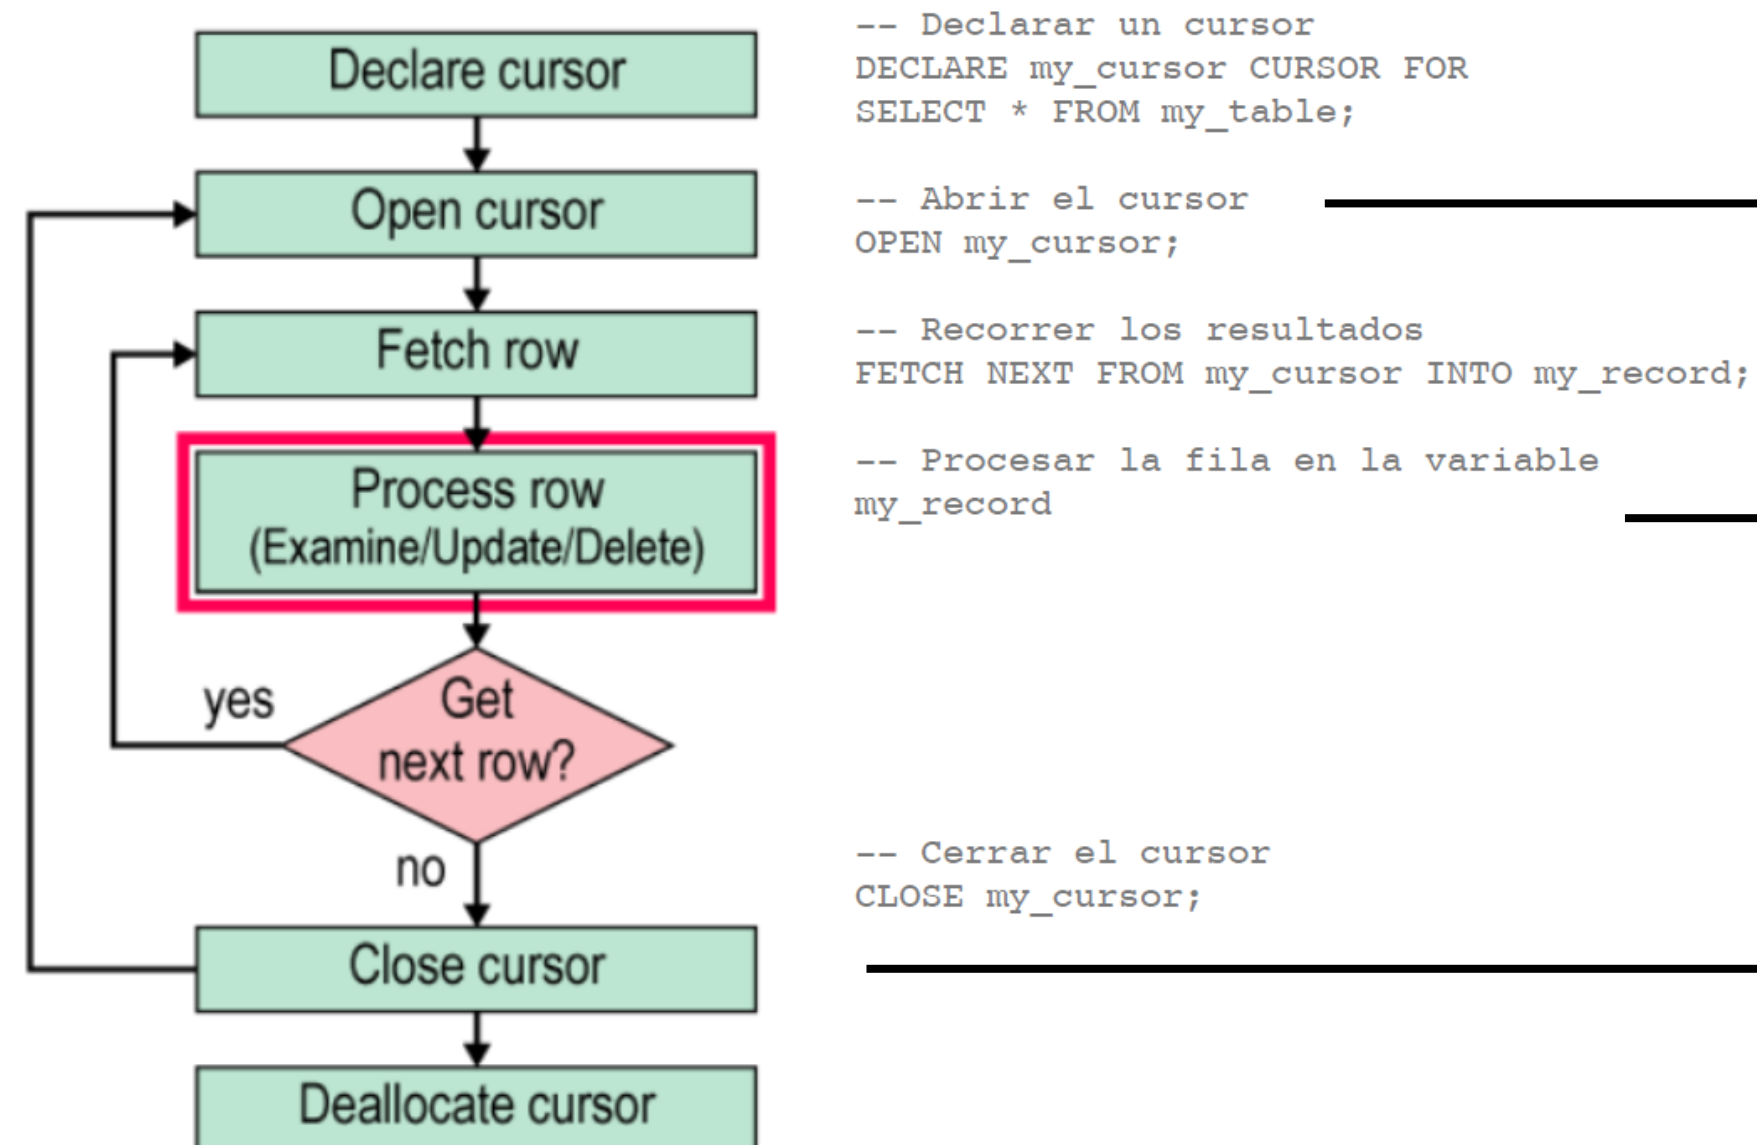 Declare cursor
Open cursor
Fetch row
Process row
(Examine/Update/Delete)
yes
Get
next row?
no
Close cursor
Deallocate cursor
-- Declarar un cursor
DECLARE my_cursor CURSOR FOR
SELECT * FROM my_table;
-- Abrir el cursor
OPEN my_cursor;
-- Recorrer los resultados
FETCH NEXT FROM my_cursor INTO my_record;
-- Procesar la fila en la variable
my_record
-- Cerrar el cursor
CLOSE my_cursor;